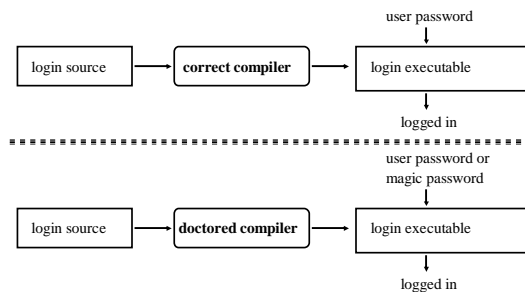 user password
login source
correct compiler
login executable
logged in
user password or
magic password
login source
doctored compiler
login executable
logged in